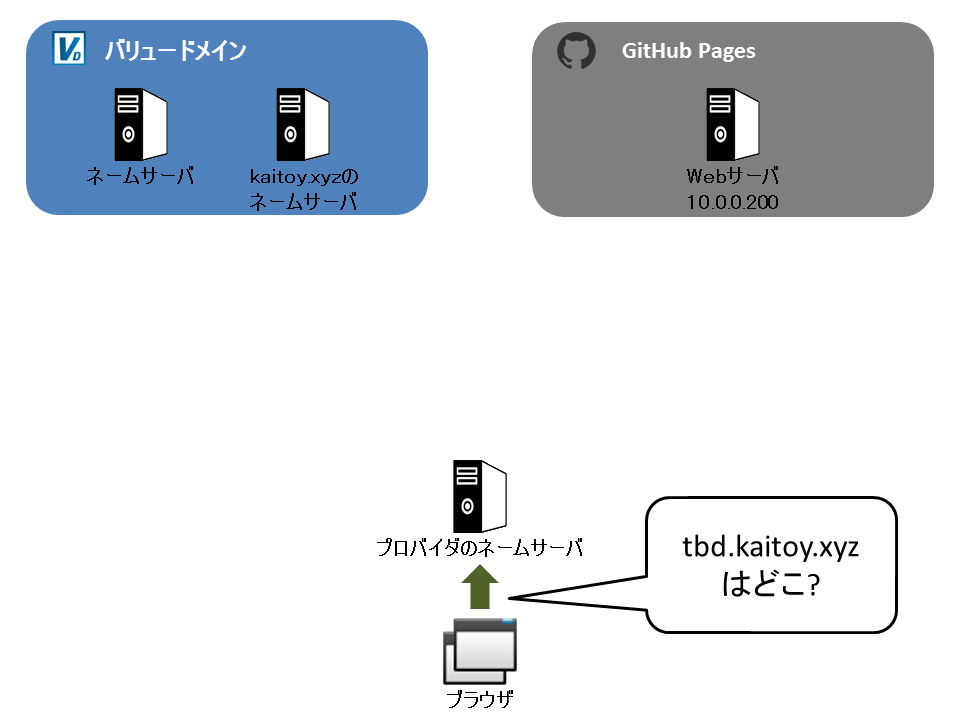 バリュードメイン
ネームサーバ
kaitoy.xyzの
ネームサーバ
GitHub Pages
Webサーバ
10.0.0.200
プロバイダのネームサーバ
tbd.kaitoy.xyz
はどこ?
ブラウザ